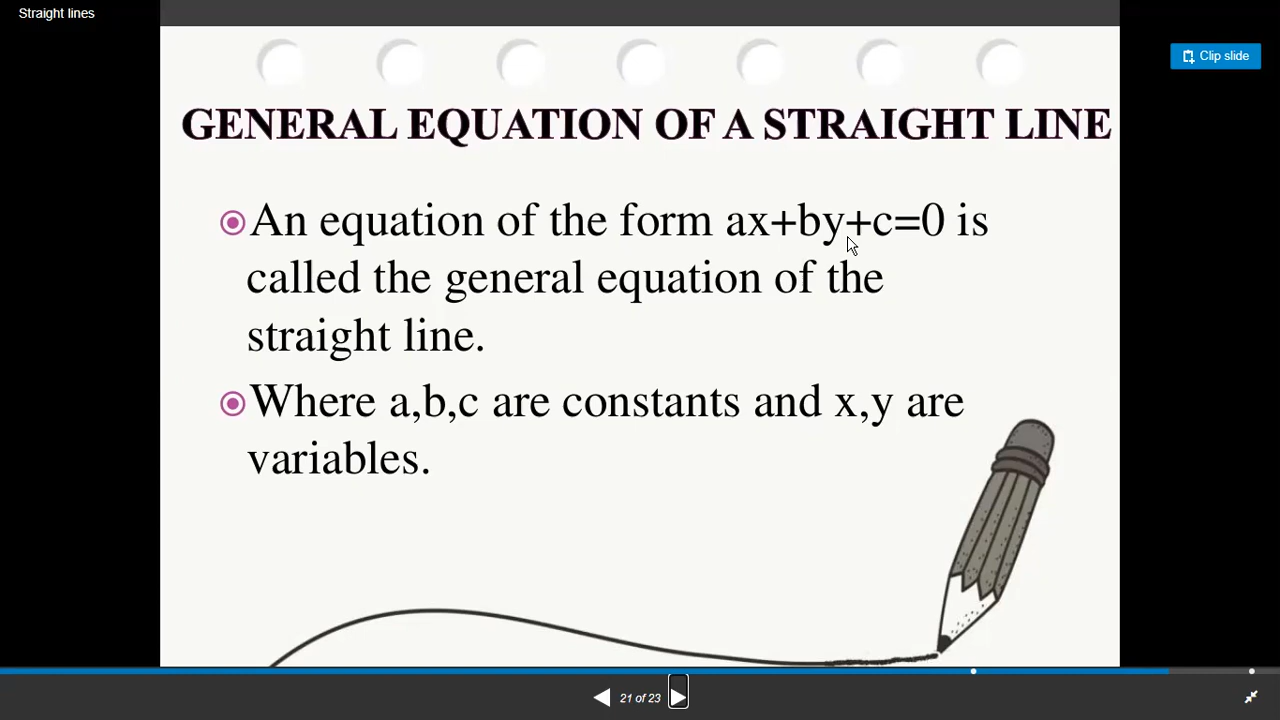 Straight lines
Clip slide
GENERAL EQUATION OF A STRAIGHT LINE
An equation of the form ax+by+c=0 is
called the general equation of the
straight line.
Where a,b,c are constants and x,y are
variables.
21 of 23